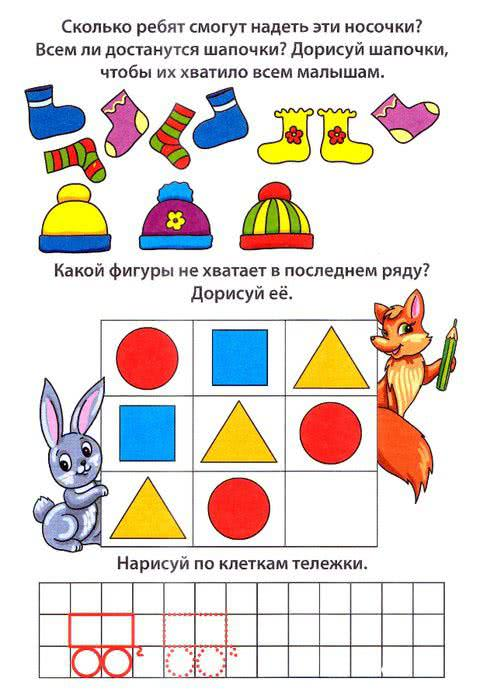 Сколько ребят смогут надеть эти носочки?
Всем ли достанутся шапочки? Дорисуй шапочки,
чтобы их хватило всем малышам.
Какой фигуры не хватает в последнем ряду?
Дорисуй её.
Нарисуй по клеткам тележки.